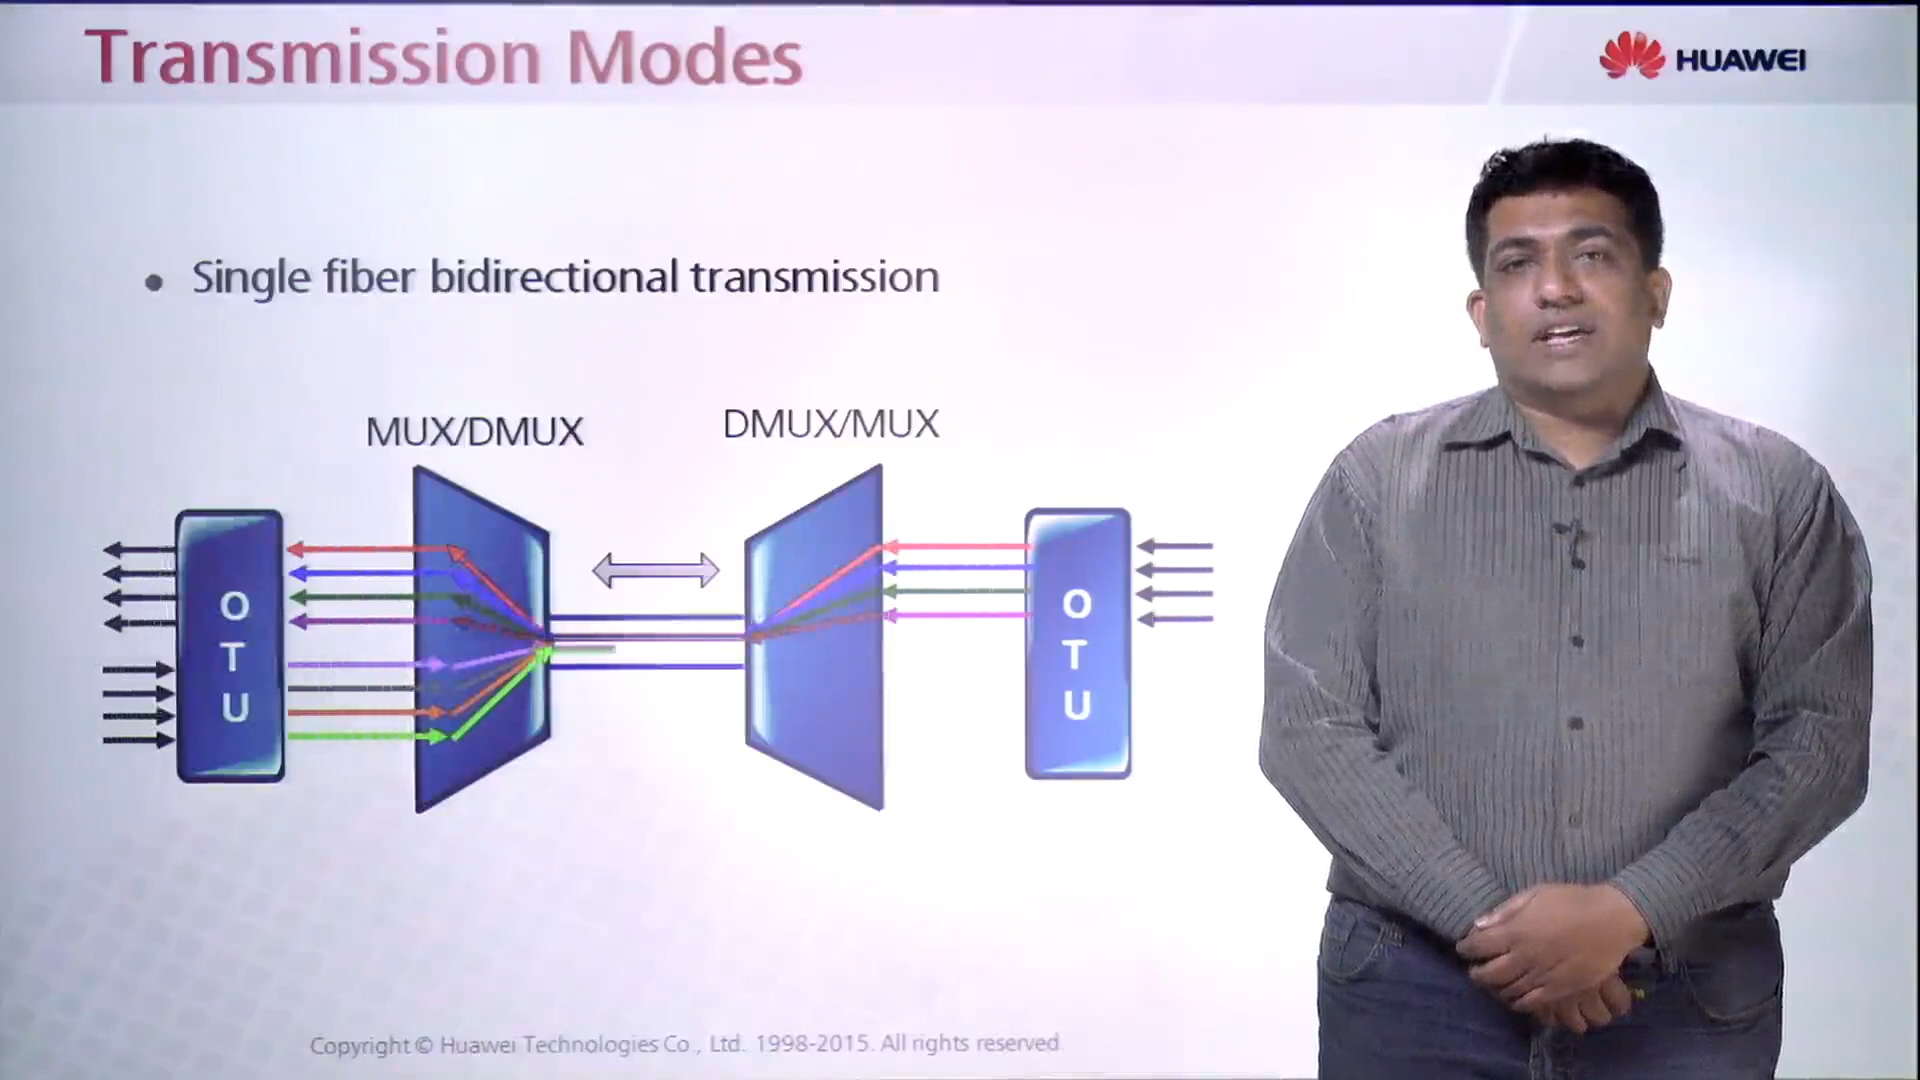 Transmission Modes
HUAWEI
• Single fiber bidirectional transmission
MUX/DMUX
DMUX/MUX
O
T
U
O
T
U
Copyright © Huawei Technologies Co., Ltd. 1998-2015. All rights reserved.